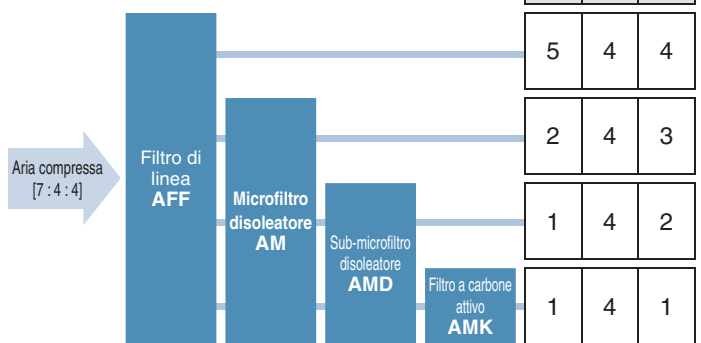 Aria compressa
[7 : 4 : 4]
Filtro di
linea
AFF
Microfiltro
disoleatore
AM
Sub-microfiltro
disoleatore
AMD
Filtro a carbone
attivo
AMK
5 4 4
2 4 3
1 4 2
1 4 1